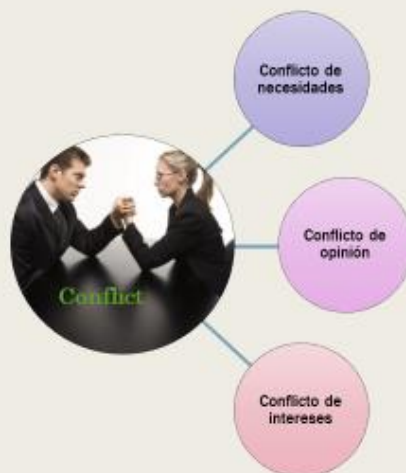 Conflicto de
necesidades
Conflicto de
opinión
Conflict
Conflicto de
intereses